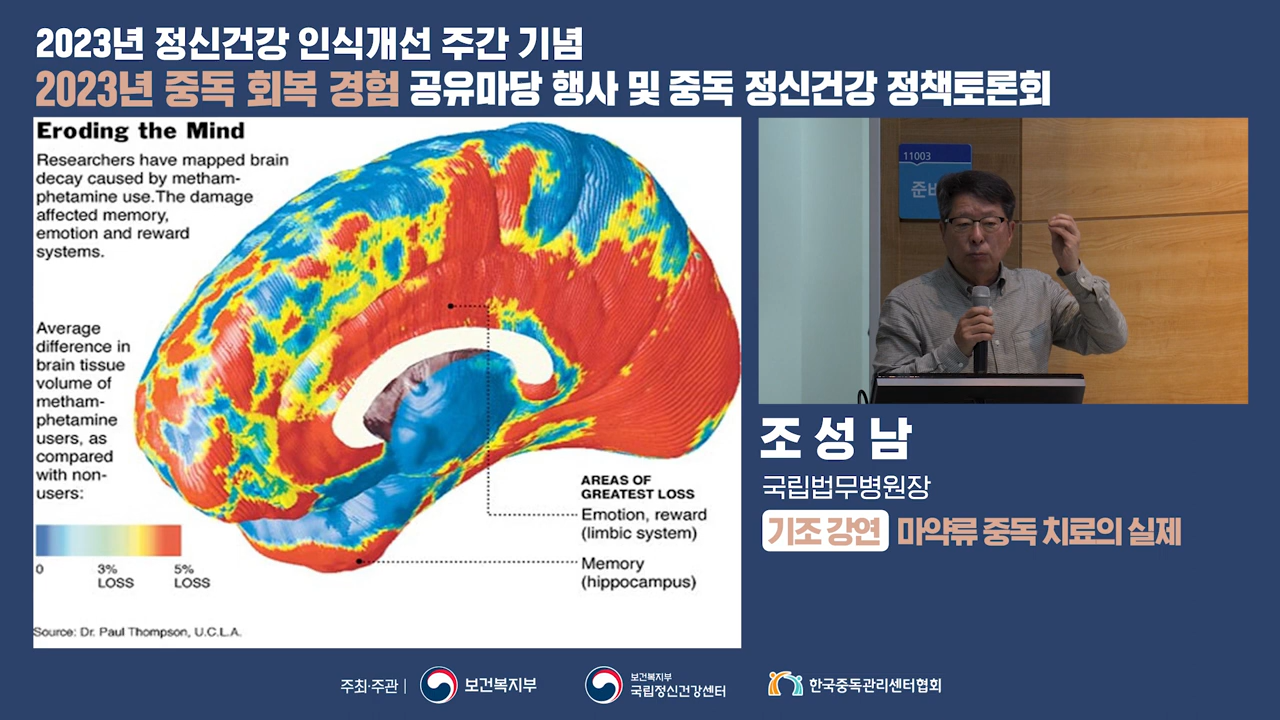 2023년 정신건강 인식개선 주간 기념
2023년 중독 회복 경험 공유마당 행사 및 중독 정신건강 정책토론회
Eroding the Mind
Researchers have mapped brain
decay caused by metham-
phetamine use.The damage
affected memory,
emotion and reward
systems.
Average
difference in
brain tissue
volume of
metham-
phetamine
users, as
compared
with non-
users:
0
3%
LOSS
5%
LOSS
AREAS OF
GREATEST LOSS
Emotion, reward
(limbic system)
Memory
(hippocampus)
Source: Dr. Paul Thompson, U.C.L.A.
11003
준비
조성남
국립법무병원장
기조 강연 마약류 중독 치료의 실제
주최·주관 |
보건복지부
보건복지부
국립정신건강센터
한국중독관리센터협회